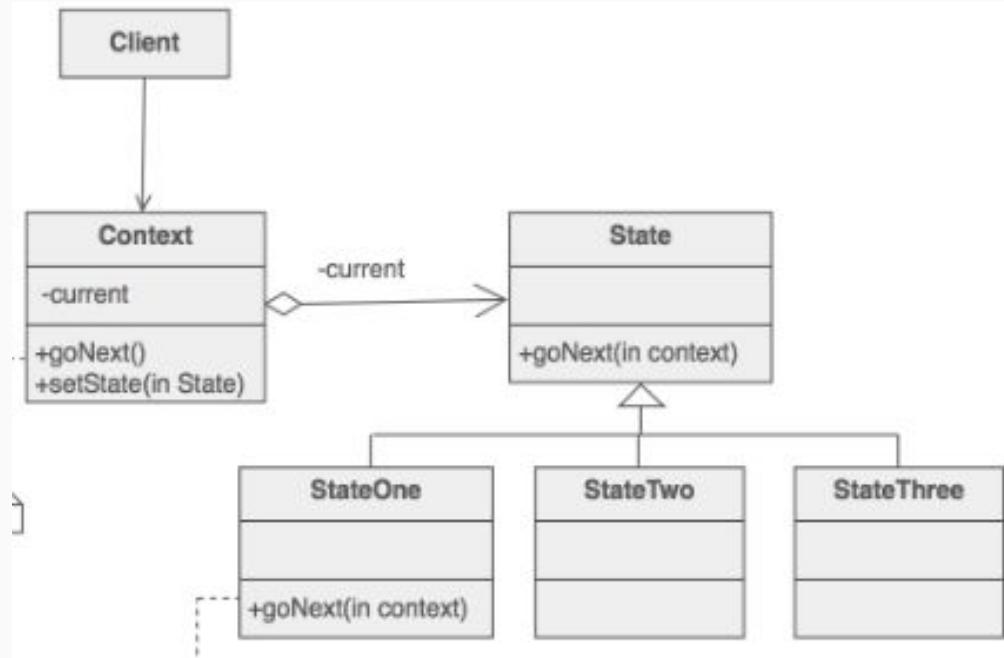 Client
Context
-current
+goNext()
+setState(in State)
-current
State
+goNext(in context)
StateOne
+goNext(in context)
StateTwo
StateThree